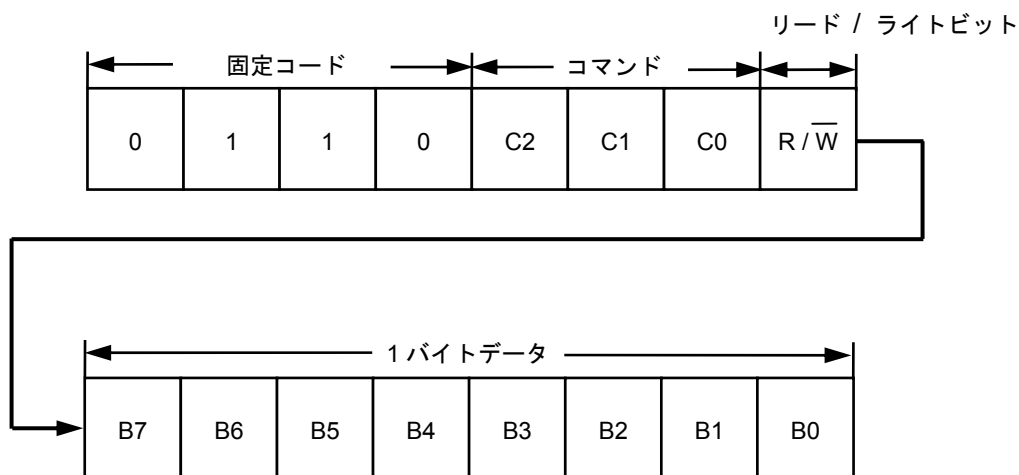 リード / ライトビット
固定コード コマンド
0 1 1 0 C2 C1 C0 R / W̅
1 バイトデータ
B7 B6 B5 B4 B3 B2 B1 B0